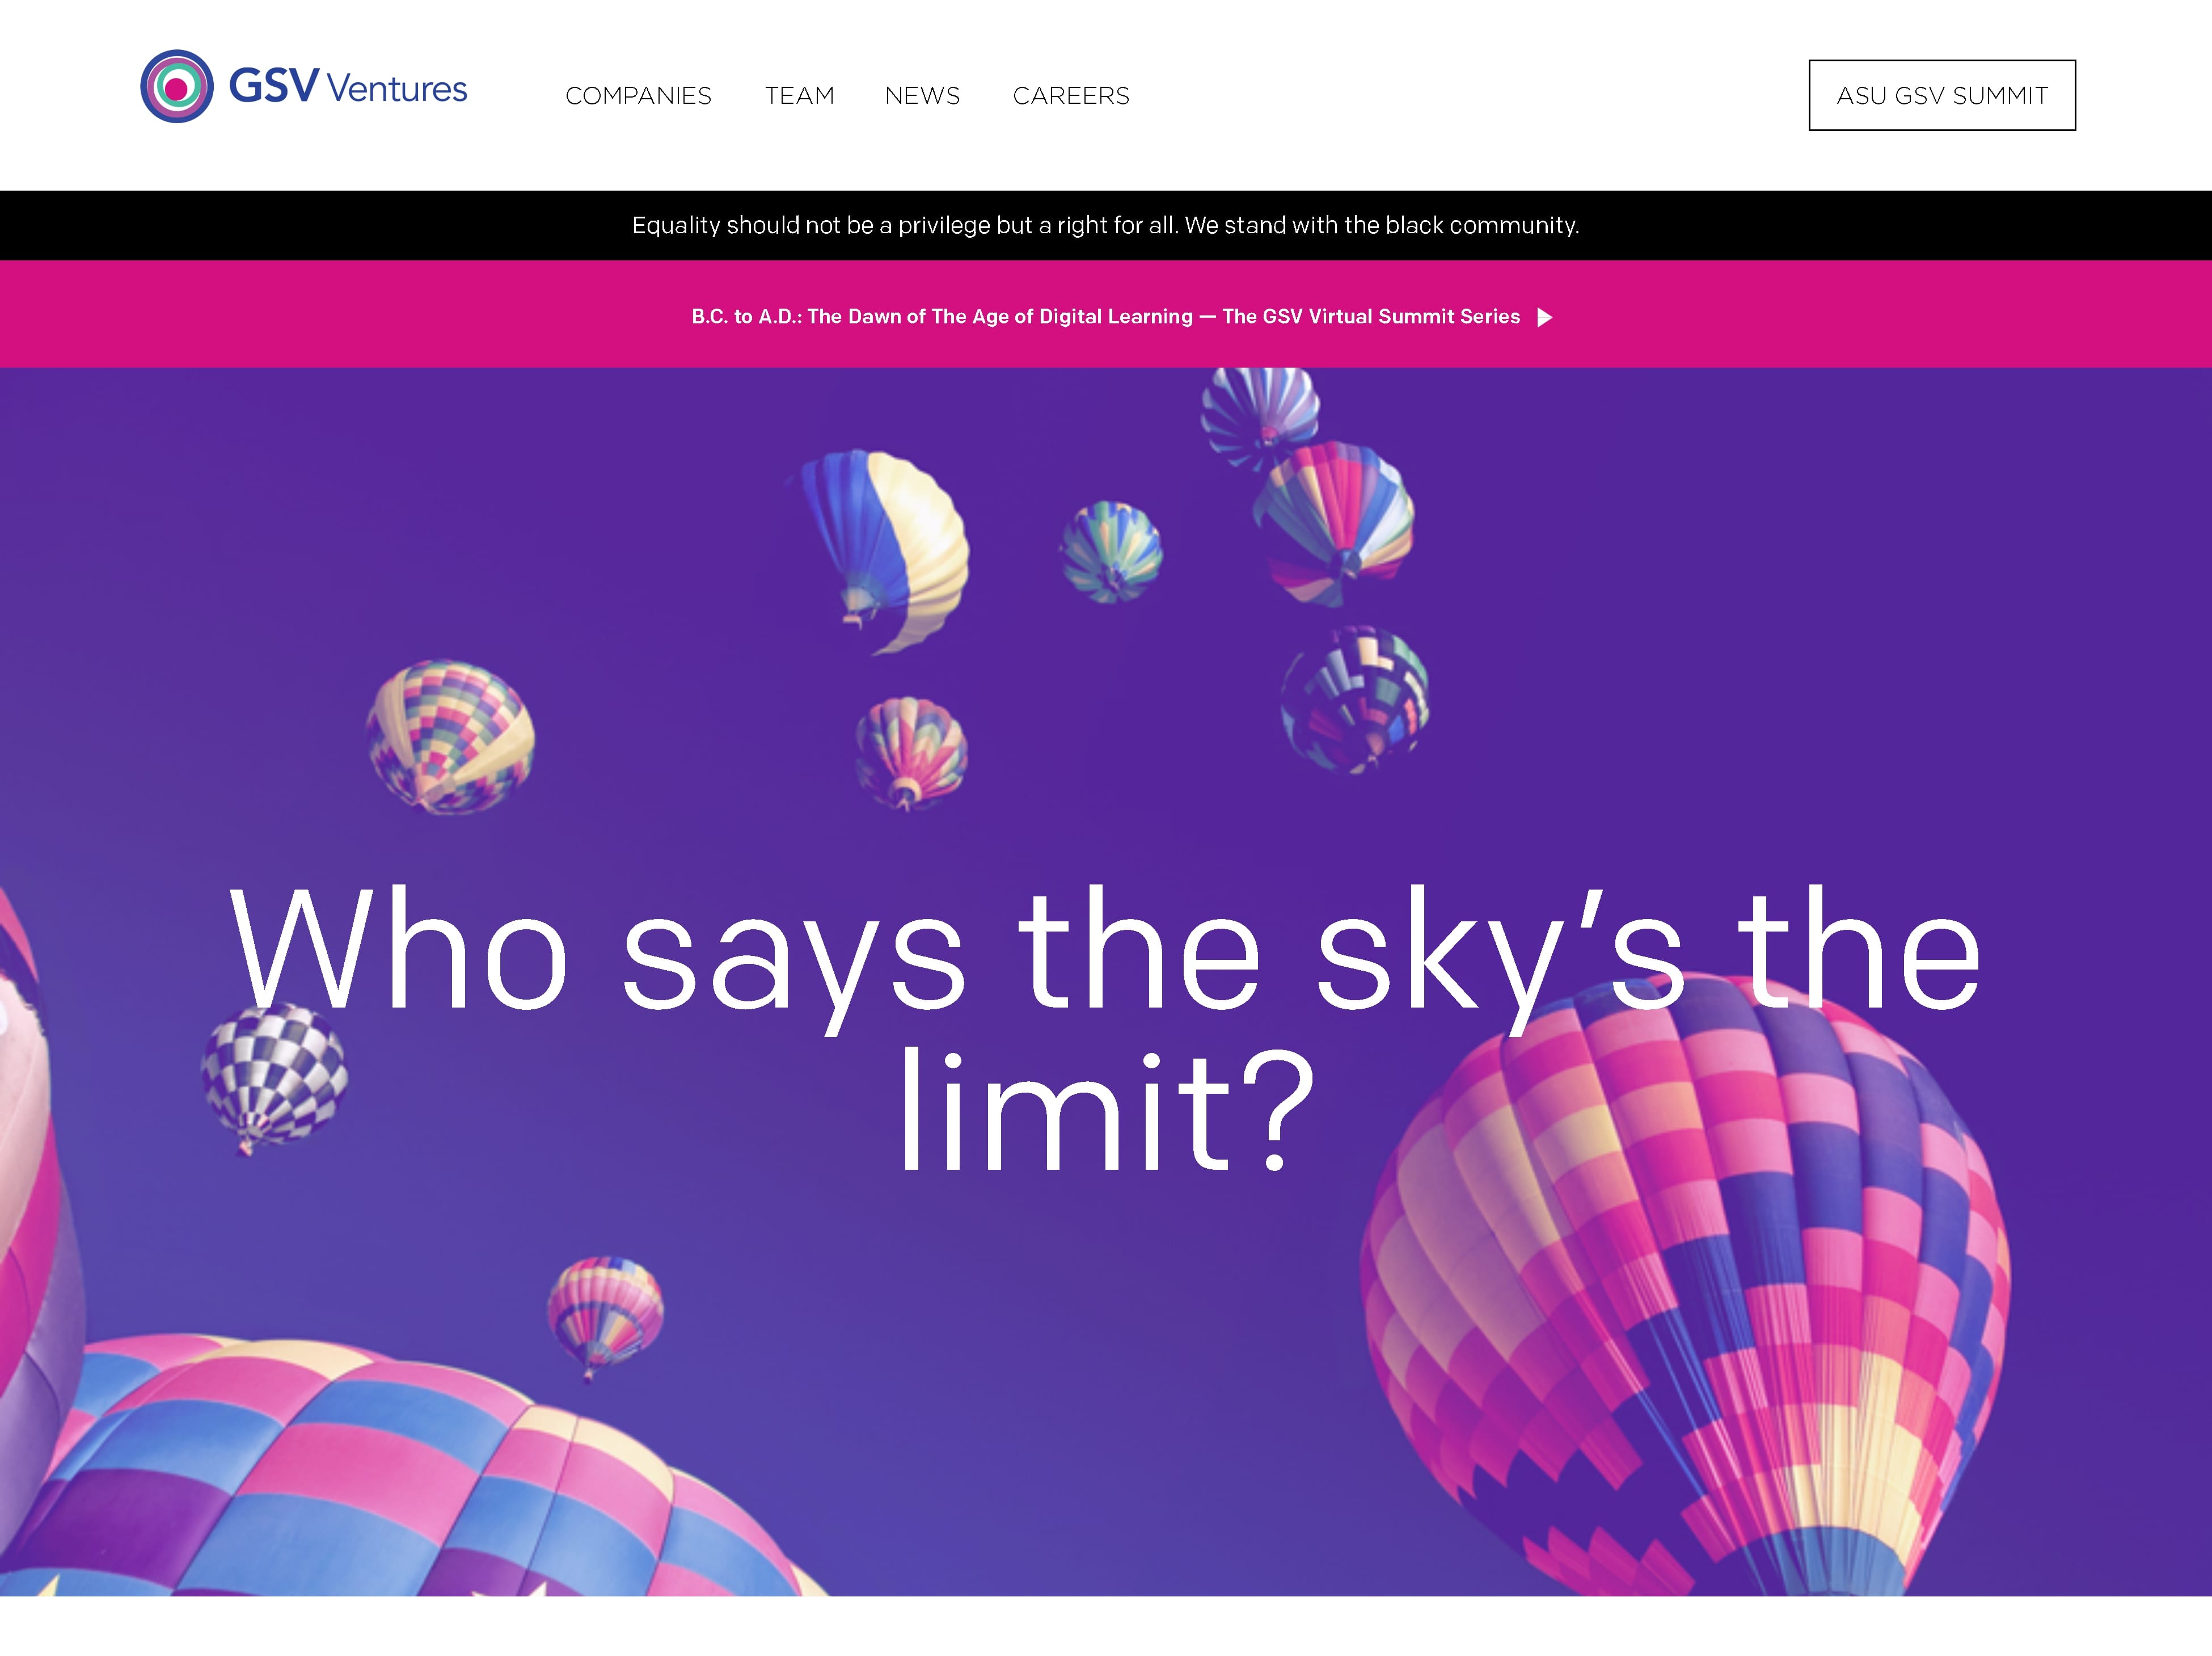 GSV Ventures
COMPANIES TEAM NEWS CAREERS
ASU GSV SUMMIT
Equality should not be a privilege but a right for all. We stand with the black community.
B.C. to A.D.: The Dawn of The Age of Digital Learning — The GSV Virtual Summit Series
Who says the sky’s the
limit?